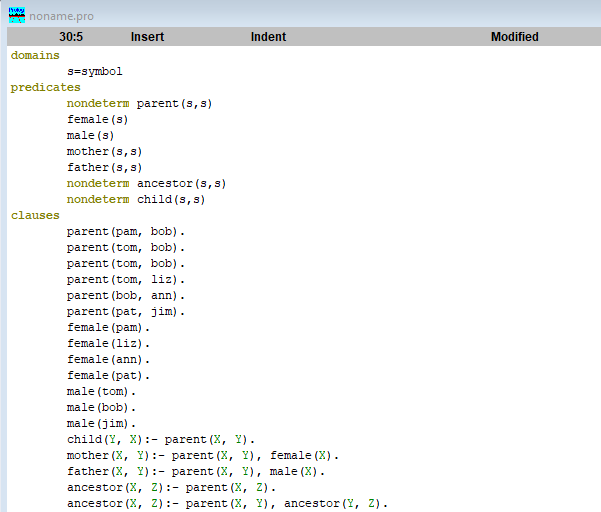 noname.pro
30:5 Insert Indent Modified
domains
s=symbol
predicates
nondeterm parent(s,s)
female(s)
male(s)
mother(s,s)
father(s,s)
nondeterm ancestor(s,s)
nondeterm child(s,s)
clauses
parent(pam, bob).
parent(tom, bob).
parent(tom, bob).
parent(tom, liz).
parent(bob, ann).
parent(pat, jim).
female(pam).
female(liz).
female(ann).
female(pat).
male(tom).
male(bob).
male(jim).
child(Y, X):- parent(X, Y).
mother(X, Y):- parent(X, Y), female(X).
father(X, Y):- parent(X, Y), male(X).
ancestor(X, Z):- parent(X, Z).
ancestor(X, Z):- parent(X, Y), ancestor(Y, Z).